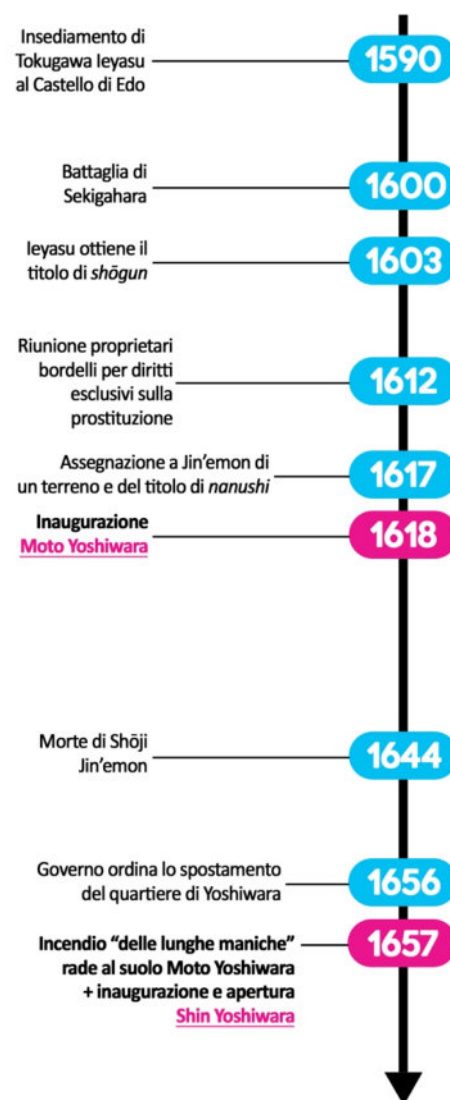 Insediamento di
Tokugawa Ieyasu
al Castello di Edo
1590
Battaglia di
Sekigahara
1600
Ieyasu ottiene il
titolo di shōgun
1603
Riunione proprietari
bordelli per diritti
esclusivi sulla
prostituzione
1612
Assegnazione a Jin’emon di
un terreno e del titolo di nanushi
1617
Inaugurazione
Moto Yoshiwara
1618
Morte di Shōji
Jin’emon
1644
Governo ordina lo spostamento
del quartiere di Yoshiwara
1656
Incendio “delle lunghe maniche”
rade al suolo Moto Yoshiwara
+ inaugurazione e apertura
Shin Yoshiwara
1657